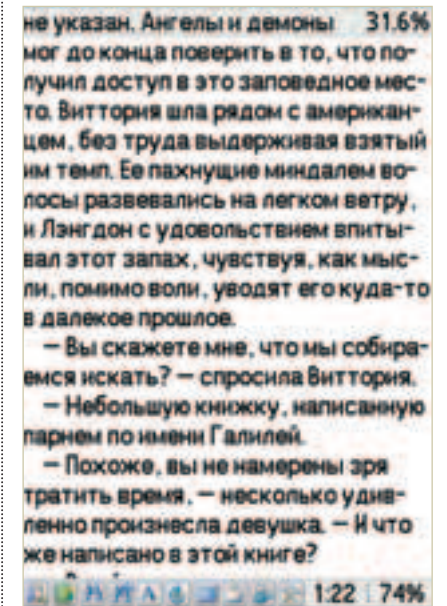 не указан. Ангелы и демоны 31.6%
мог до конца поверить в то, что по-
лучил доступ в это заповедное мес-
то. Виттория шла рядом с американ-
цем, без труда выдерживая взятый
им темп. Ее пахнущие миндалем во-
лосы развевались на легком ветру,
и Лэнгдон с удовольствием впиты-
вал этот запах, чувствуя, как мыс-
ли, помимо воли, уводят его куда-то
в далекое прошлое.
— Вы скажете мне, что мы собира-
емся искать? — спросила Виттория.
— Небольшую книжку, написанную
парнем по имени Галилей.
— Похоже, вы не намерены зря
тратить время, — несколько удив-
ленно произнесла девушка. — И что
же написано в этой книге?
1:22 74%